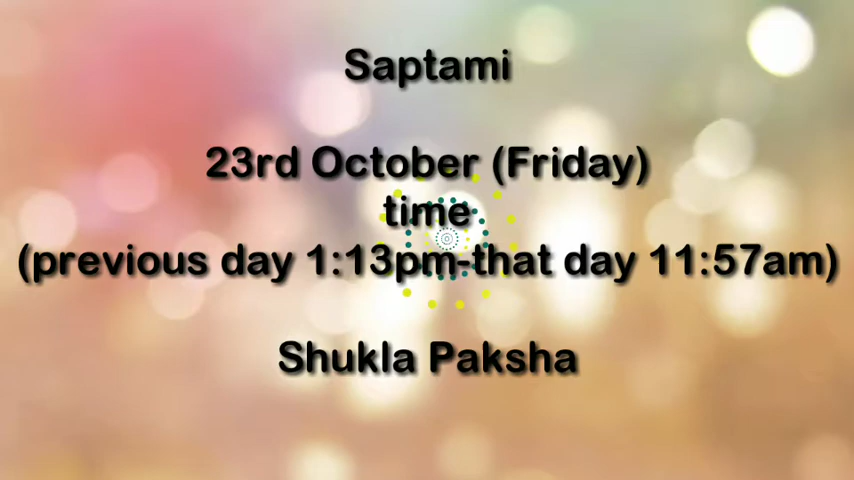 Saptami
23rd October (Friday)
time
(previous day 1:13pm-that day 11:57am)
Shukla Paksha